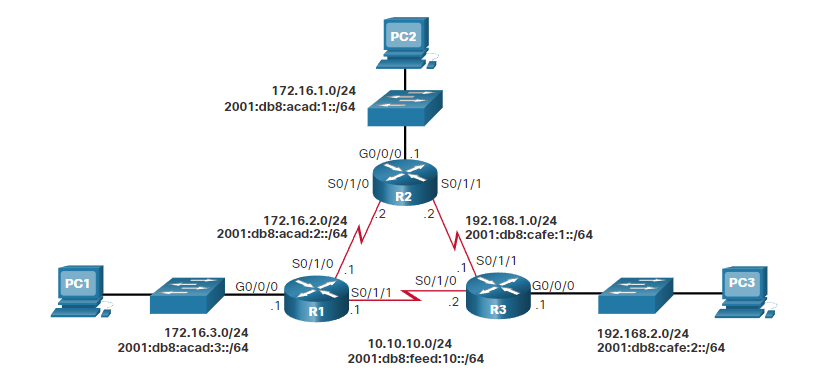 PC2
172.16.1.0/24
2001:db8:acad:1::/64
G0/0/0 .1
S0/1/0 S0/1/1
R2
.2 .2
172.16.2.0/24
2001:db8:acad:2::/64
192.168.1.0/24
2001:db8:cafe:1::/64
S0/1/0 .1
.1 S0/1/1
PC1
G0/0/0
.1
R1
S0/1/1
.1
S0/1/0
.2
R3
G0/0/0
.1
PC3
172.16.3.0/24
2001:db8:acad:3::/64
10.10.10.0/24
2001:db8:feed:10::/64
192.168.2.0/24
2001:db8:cafe:2::/64